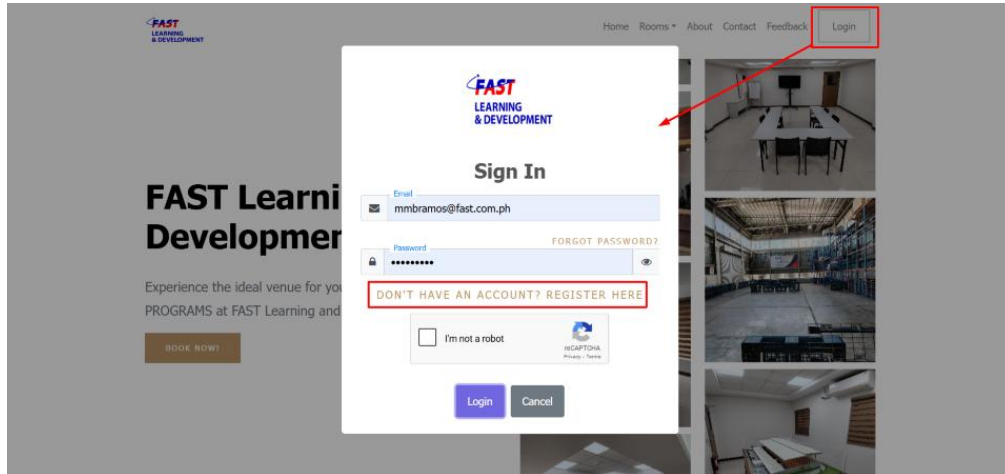 FAST
LEARNING
& DEVELOPMENT
Home Rooms About Contact Feedback Login
FAST
LEARNING
& DEVELOPMENT
Sign In
Email
mmbramos@fast.com.ph
FORGOT PASSWORD?
Password
•••••••••
DON'T HAVE AN ACCOUNT? REGISTER HERE
I'm not a robot
reCAPTCHA
Privacy - Terms
Login Cancel
FAST Learni
Developmer
Experience the ideal venue for you
PROGRAMS at FAST Learning and
BOOK NOW!